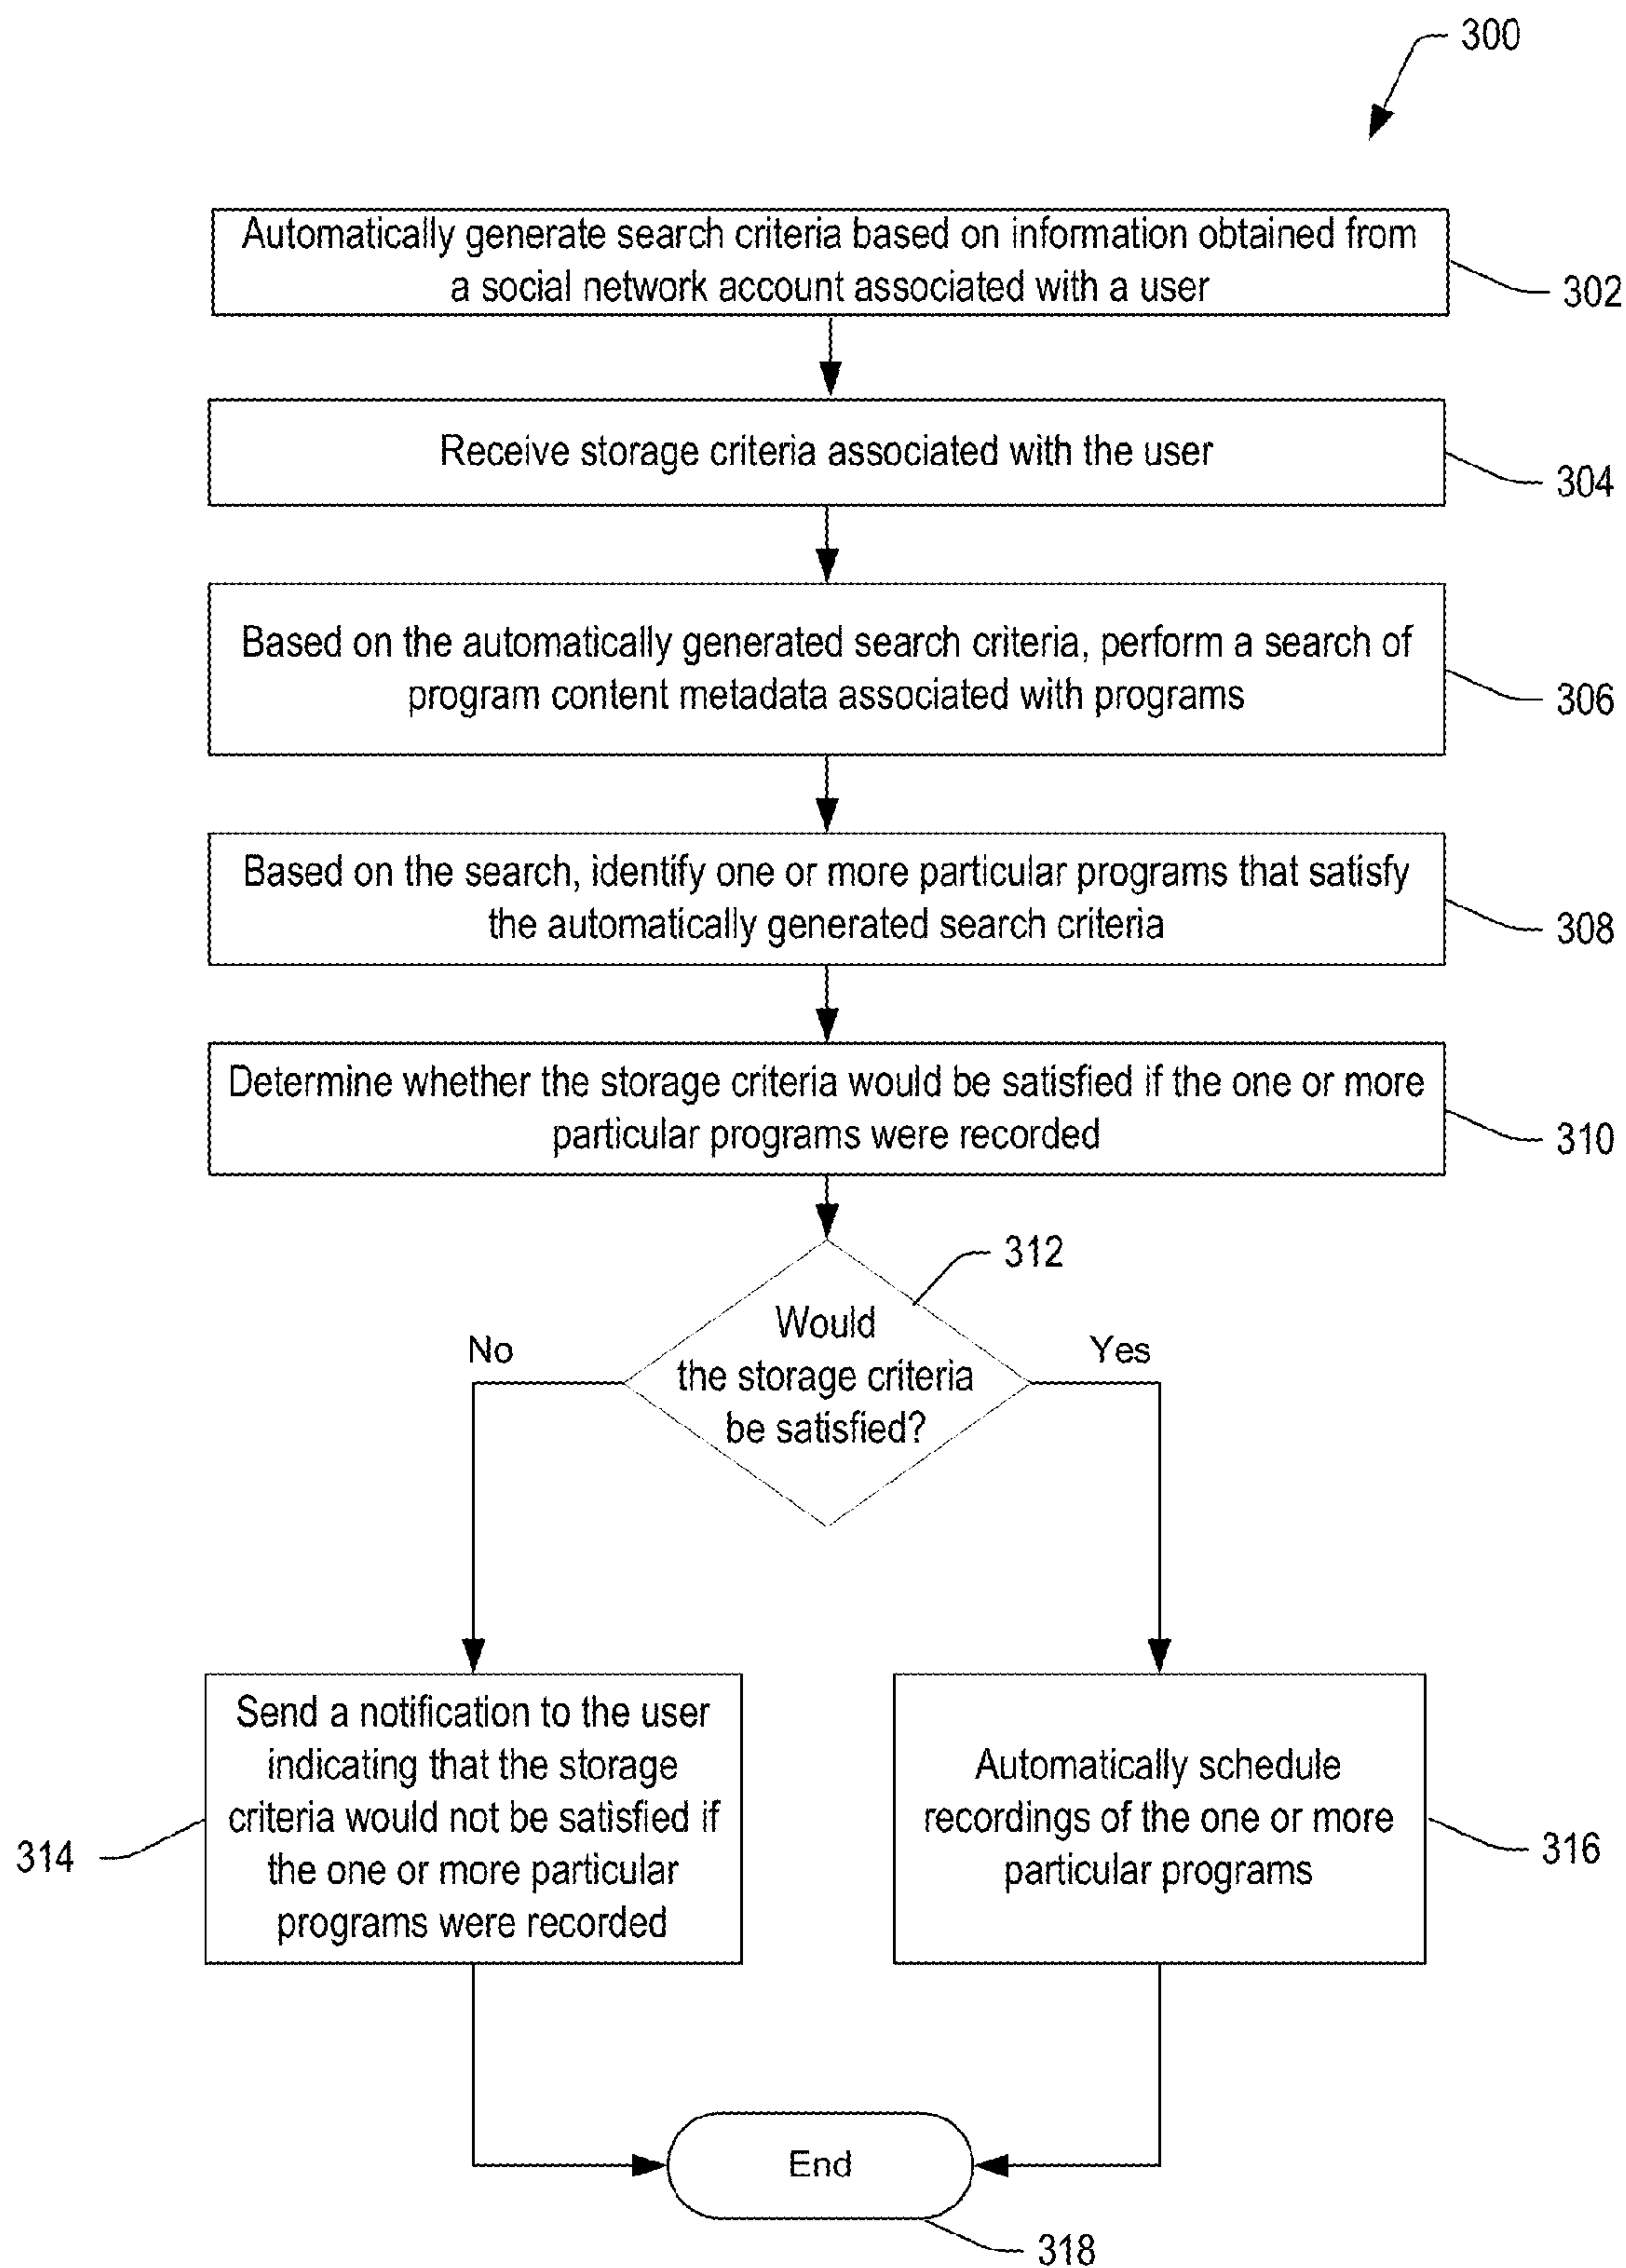 300
Automatically generate search criteria based on information obtained from
a social network account associated with a user
302
Receive storage criteria associated with the user
304
Based on the automatically generated search criteria, perform a search of
program content metadata associated with programs
306
Based on the search, identify one or more particular programs that satisfy
the automatically generated search criteria
308
Determine whether the storage criteria would be satisfied if the one or more
particular programs were recorded
310
312
Would
the storage criteria
be satisfied?
No
Yes
Send a notification to the user
indicating that the storage
criteria would not be satisfied if
the one or more particular
programs were recorded
314
Automatically schedule
recordings of the one or more
particular programs
316
End
318